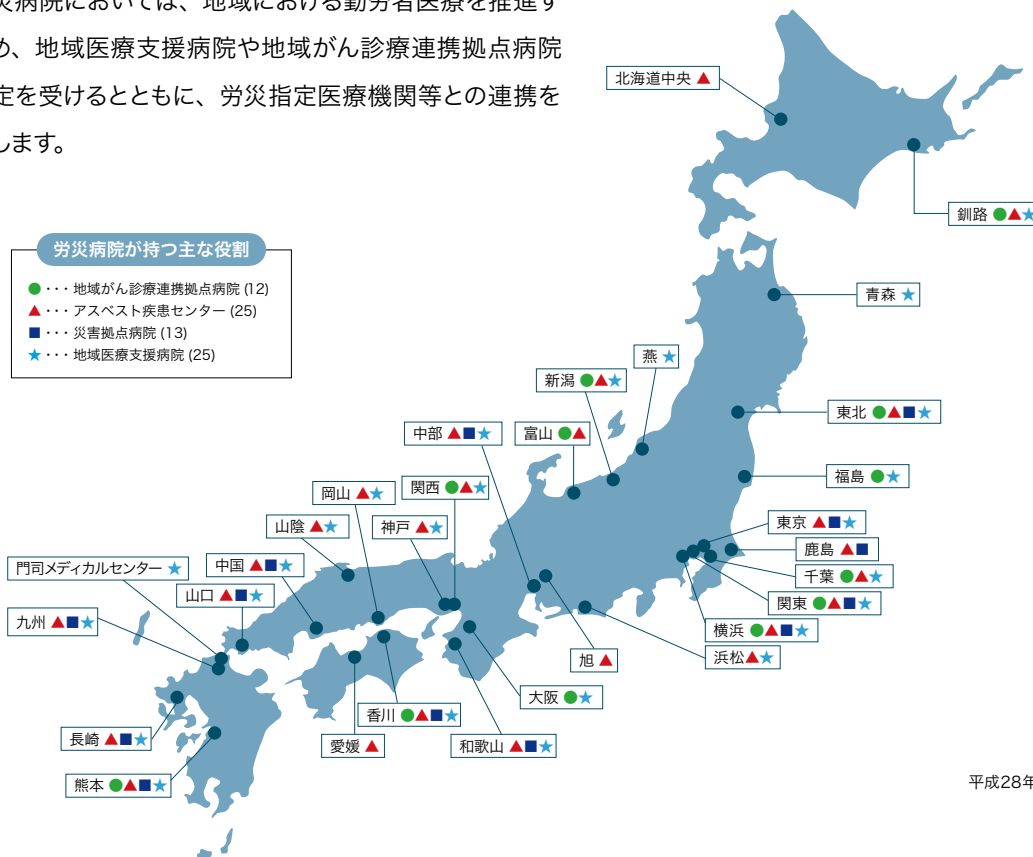 災病院においては、地域における勤労者医療を推進す
め、地域医療支援病院や地域がん診療連携拠点病院
定を受けるとともに、労災指定医療機関等との連携を
します。
労災病院が持つ主な役割
●・・・地域がん診療連携拠点病院 (12)
▲・・・アスベスト疾患センター (25)
■・・・災害拠点病院 (13)
★・・・地域医療支援病院 (25)
北海道中央 ▲
釧路 ●▲★
青森 ★
燕 ★
新潟 ●▲★
東北 ●▲■★
中部 ▲■★
富山 ●▲
福島 ●★
関西 ●▲★
岡山 ▲★
山陰 ▲★
神戸 ▲★
東京 ▲■★
鹿島 ▲■
門司メディカルセンター ★
中国 ▲■★
千葉 ●▲★
山口 ▲■★
関東 ●▲■★
九州 ▲■★
横浜 ●▲■★
旭 ▲
浜松▲★
大阪 ●★
香川 ●▲■★
長崎 ▲■★
愛媛 ▲
和歌山 ▲■★
熊本 ●▲■★
平成28年